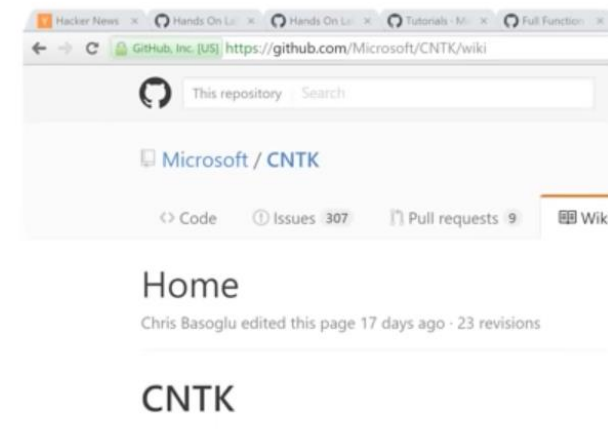 Hacker News Hands On La Hands On La Tutorials · Mi Full Function
GitHub, Inc. [US] https://github.com/Microsoft/CNTK/wiki
This repository Search
Microsoft / CNTK
Code Issues 307 Pull requests 9 Wik
Home
Chris Basoglu edited this page 17 days ago · 23 revisions
CNTK